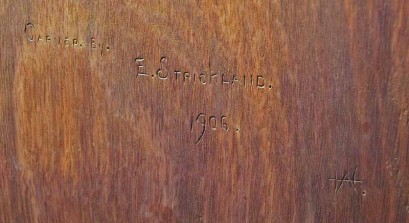 Carved. By.
E. Strickland.
1906.